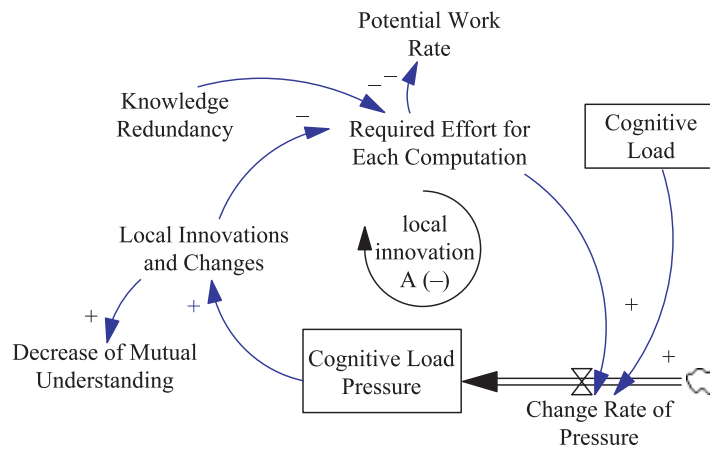 Potential Work
Rate
–
–
Knowledge
Redundancy
–
Required Effort for
Each Computation
Cognitive
Load
local
innovation
A (–)
Local Innovations
and Changes
+
+
+
+
Decrease of Mutual
Understanding
Cognitive Load
Pressure
Change Rate of
Pressure